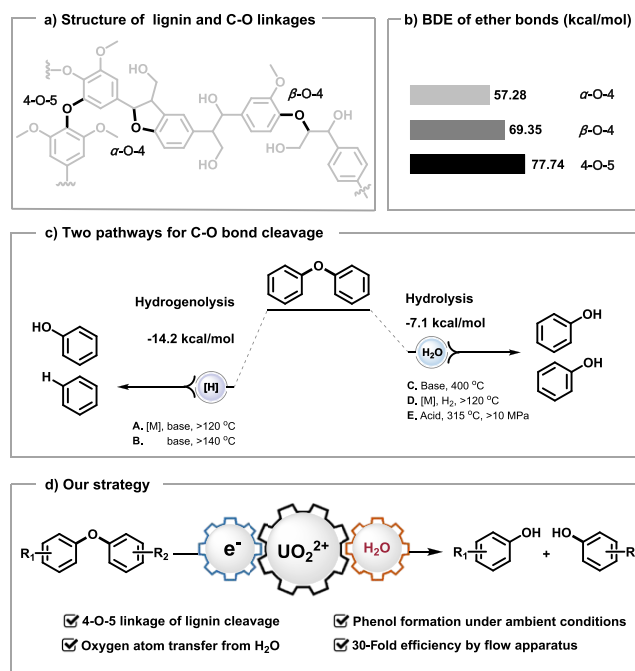 a) Structure of lignin and C-O linkages
O
O
O
4-O-5
HO
O
O
O
O
O
α-O-4
HO
OH
HO
O
β-O-4
O
OH
HO
b) BDE of ether bonds (kcal/mol)
57.28 α-O-4
69.35 β-O-4
77.74 4-O-5
c) Two pathways for C-O bond cleavage
O
Hydrogenolysis
-14.2 kcal/mol
Hydrolysis
-7.1 kcal/mol
HO
H
[H]
H₂O
OH
OH
A. [M], base, >120 °C
B. base, >140 °C
C. Base, 400 °C
D. [M], H₂, >120 °C
E. Acid, 315 °C, >10 MPa
d) Our strategy
O
R₁
R₂
e⁻
UO₂²⁺
H₂O
OH
R₁
+
HO
R
4-O-5 linkage of lignin cleavage
Phenol formation under ambient conditions
Oxygen atom transfer from H₂O
30-Fold efficiency by flow apparatus